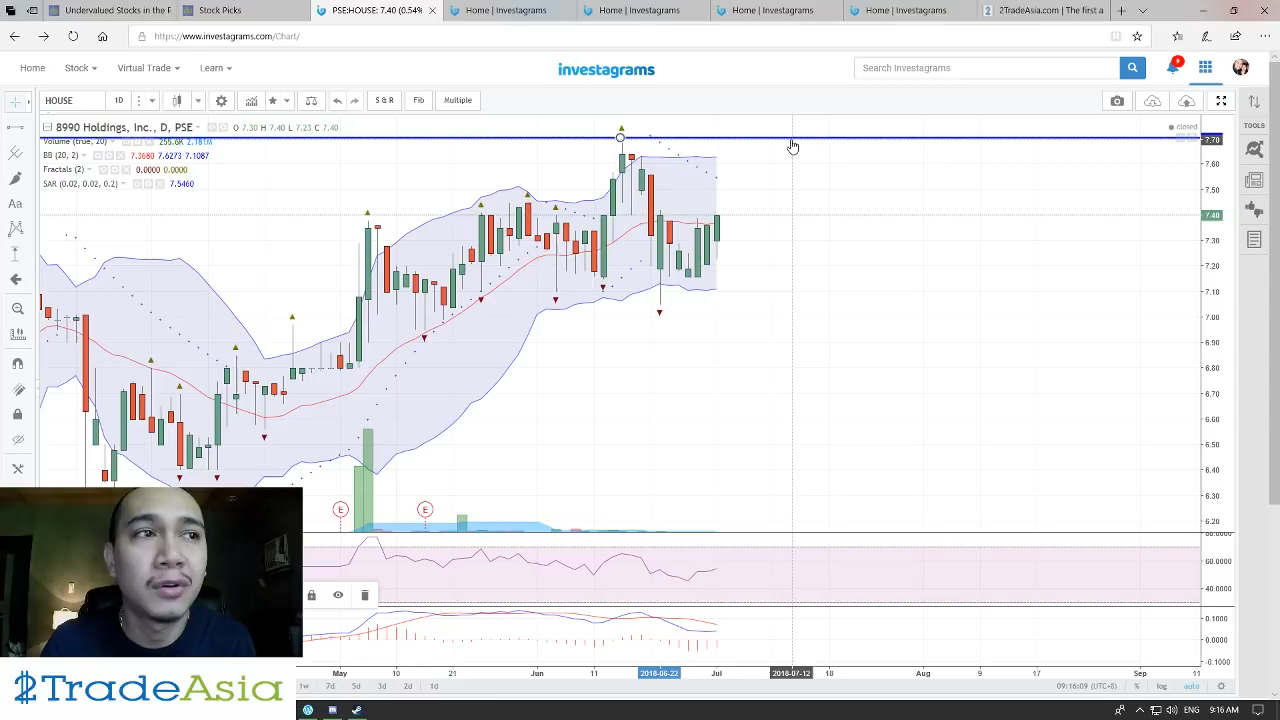 Undervalued Stocks in the P
Stock Picks
PSE:HOUSE: 7.40 (0.54%
Home | Investagrams
Home | Investagrams
Home | Investagrams
Home | Investagrams
2TradeAsia.com | The first a
https://www.investagrams.com/Chart/
Home
Stock
Virtual Trade
Learn
investagrams
Search Investagrams
HOUSE
1D
S & R
Fib
Multiple
TOOLS
8990 Holdings, Inc., D, PSE
O 7.30 H 7.40 L 7.23 C 7.40
closed
Volume (true, 20)
255.6K 2.181M
BB (20, 2)
7.3680 7.6273 7.1087
Fractals (2)
0.0000 0.0000
SAR (0.02, 0.02, 0.2)
7.5460
Aa
7.70
7.60
7.50
7.40
7.30
7.20
7.10
7.00
6.90
6.80
6.70
6.60
6.50
6.40
6.30
6.20
E
E
80.0000
60.0000
40.0000
0.1000
0.0000
-0.1000
May
10
21
Jun
11
2018-06-22
Jul
2018-07-12
18
Aug
9
17
Sep
11
1w
7d
5d
3d
2d
1d
09:16:09 (UTC+8)
%
log
auto
2TradeAsia
ENG
9:16 AM